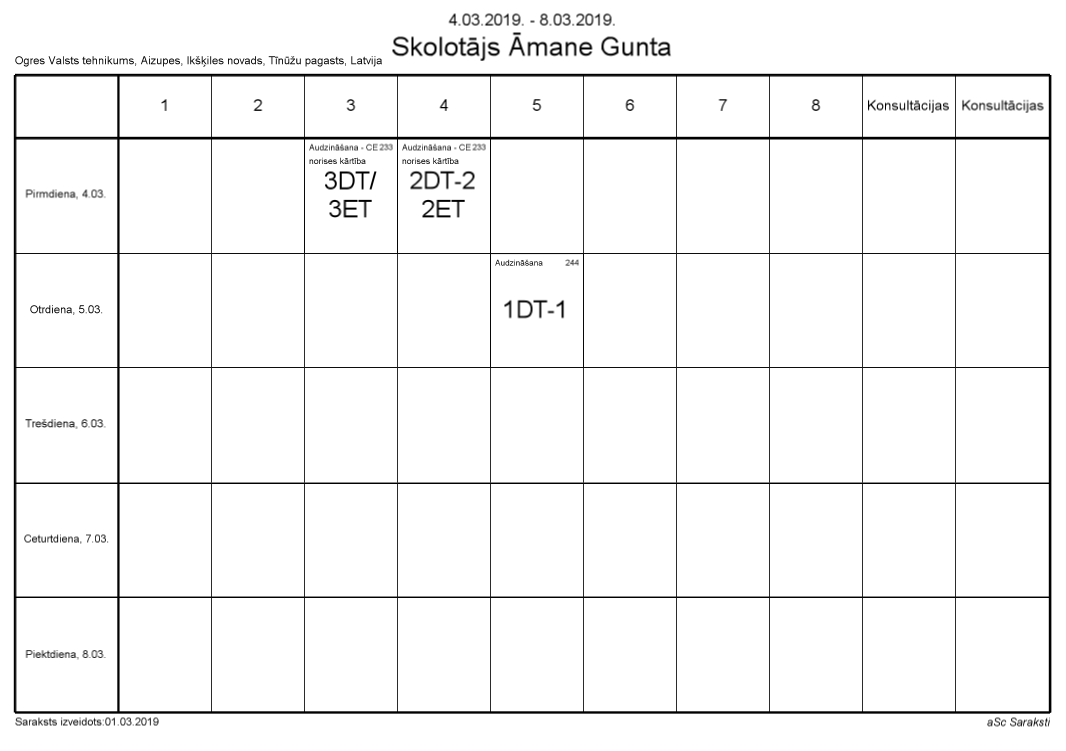 4.03.2019. - 8.03.2019.
Skolotājs Āmane Gunta
Ogres Valsts tehnikums, Aizupes, Ikšķiles novads, Tīnūžu pagasts, Latvija
1 2 3 4 5 6 7 8 Konsultācijas Konsultācijas
Pirmdiena, 4.03.
Audzināšana - CE 233
norises kārtība
3DT/
3ET
Audzināšana - CE 233
norises kārtība
2DT-2
2ET
Otrdiena, 5.03.
Audzināšana 244
1DT-1
Trešdiena, 6.03.
Ceturtdiena, 7.03.
Piektdiena, 8.03.
Saraksts izveidots:01.03.2019
aSc Saraksti